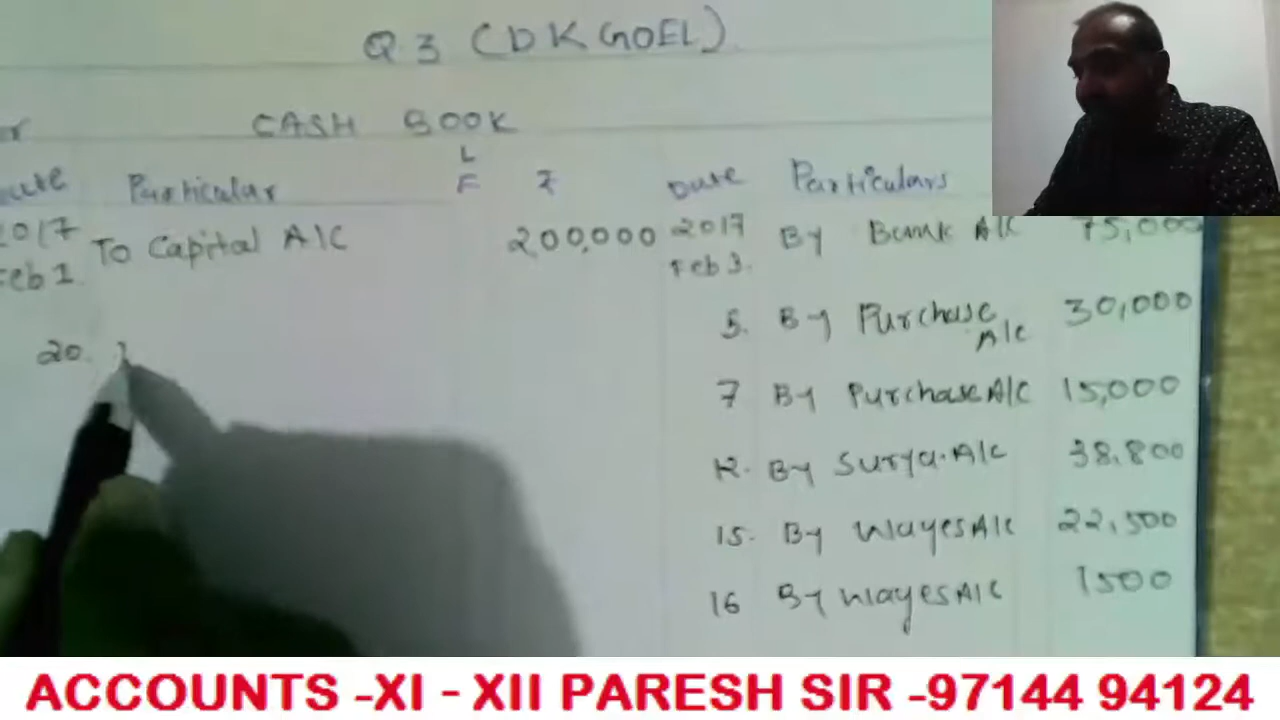 Q.3 (DK GOEL)
CASH BOOK
Particular L F ₹ Date Particulars
2017 To Capital A/C 200,000 2017 By Bank A/C 75,000
Feb 1. Feb 3.
5. By Purchase A/c 30,000
20.
7 By Purchase A/C 15,000
12. By Surya A/c 38,800
15. By Wages A/C 22,500
16 By Wages A/C 1500
ACCOUNTS -XI - XII PARESH SIR -97144 94124